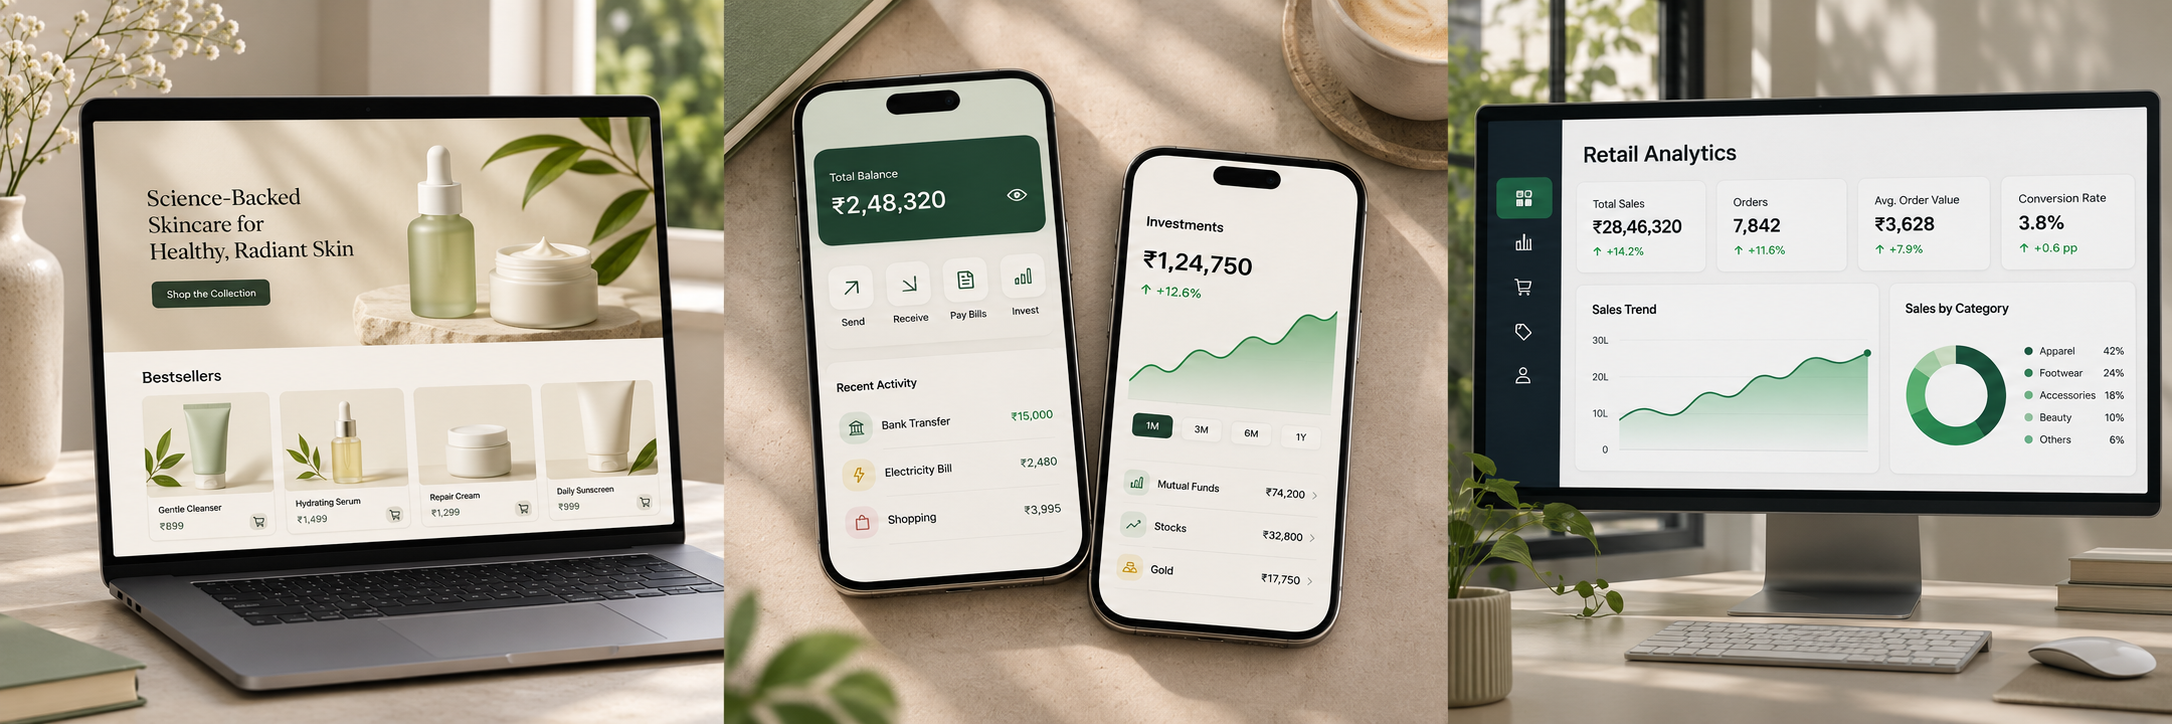 Science-Backed
Skincare for
Healthy, Radiant Skin
Shop the Collection
Bestsellers
Gentle Cleanser
₹899
Hydrating Serum
₹1,499
Repair Cream
₹1,299
Daily Sunscreen
₹999
Total Balance
₹2,48,320
Send
Receive
Pay Bills
Invest
Recent Activity
Bank Transfer
₹15,000
Electricity Bill
₹2,480
Shopping
₹3,995
Investments
₹1,24,750
↑ +12.6%
1M
3M
6M
1Y
Mutual Funds
₹74,200
Stocks
₹32,800
Gold
₹17,750
Retail Analytics
Total Sales
₹28,46,320
↑ +14.2%
Orders
7,842
↑ +11.6%
Avg. Order Value
₹3,628
↑ +7.9%
Conversion Rate
3.8%
↑ +0.6 pp
Sales Trend
30L
20L
10L
0
Sales by Category
Apparel 42%
Footwear 24%
Accessories 18%
Beauty 10%
Others 6%